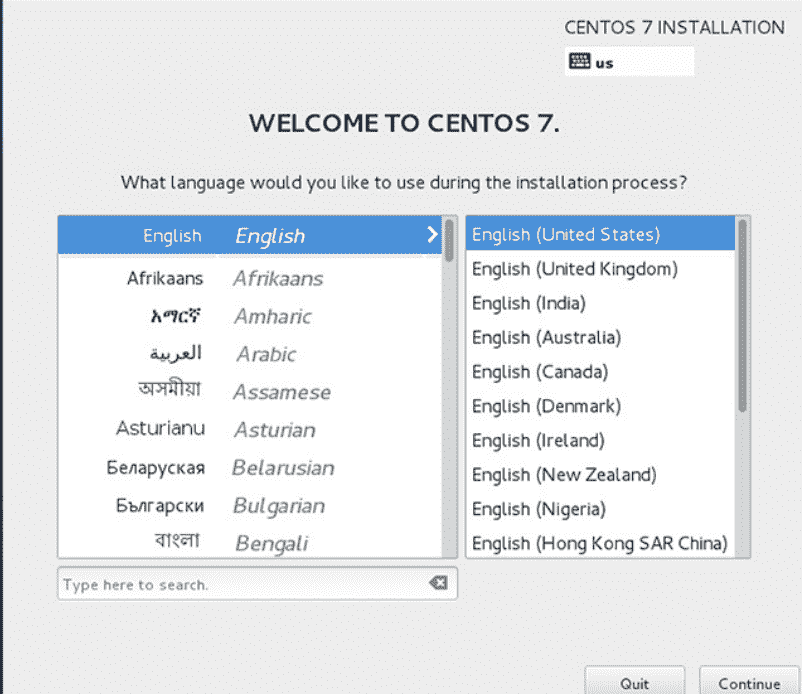 CENTOS 7 INSTALLATION
us
WELCOME TO CENTOS 7.
What language would you like to use during the installation process?
English English
Afrikaans Afrikaans
አማርኛ Amharic
العربية Arabic
অসমীয়া Assamese
Asturianu Asturian
Беларуская Belarusian
Български Bulgarian
বাংলা Bengali
English (United States)
English (United Kingdom)
English (India)
English (Australia)
English (Canada)
English (Denmark)
English (Ireland)
English (New Zealand)
English (Nigeria)
English (Hong Kong SAR China)
Type here to search.
Quit Continue